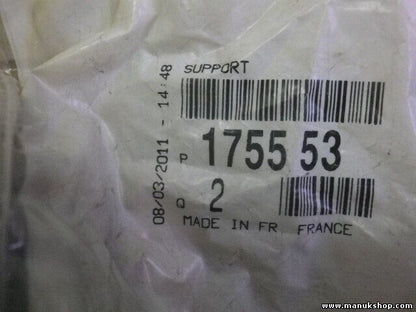 SUPPORT
08/03/2011 - 14:48
P 1755 53
Q 2
MADE IN FR FRANCE
www.manukshop.com